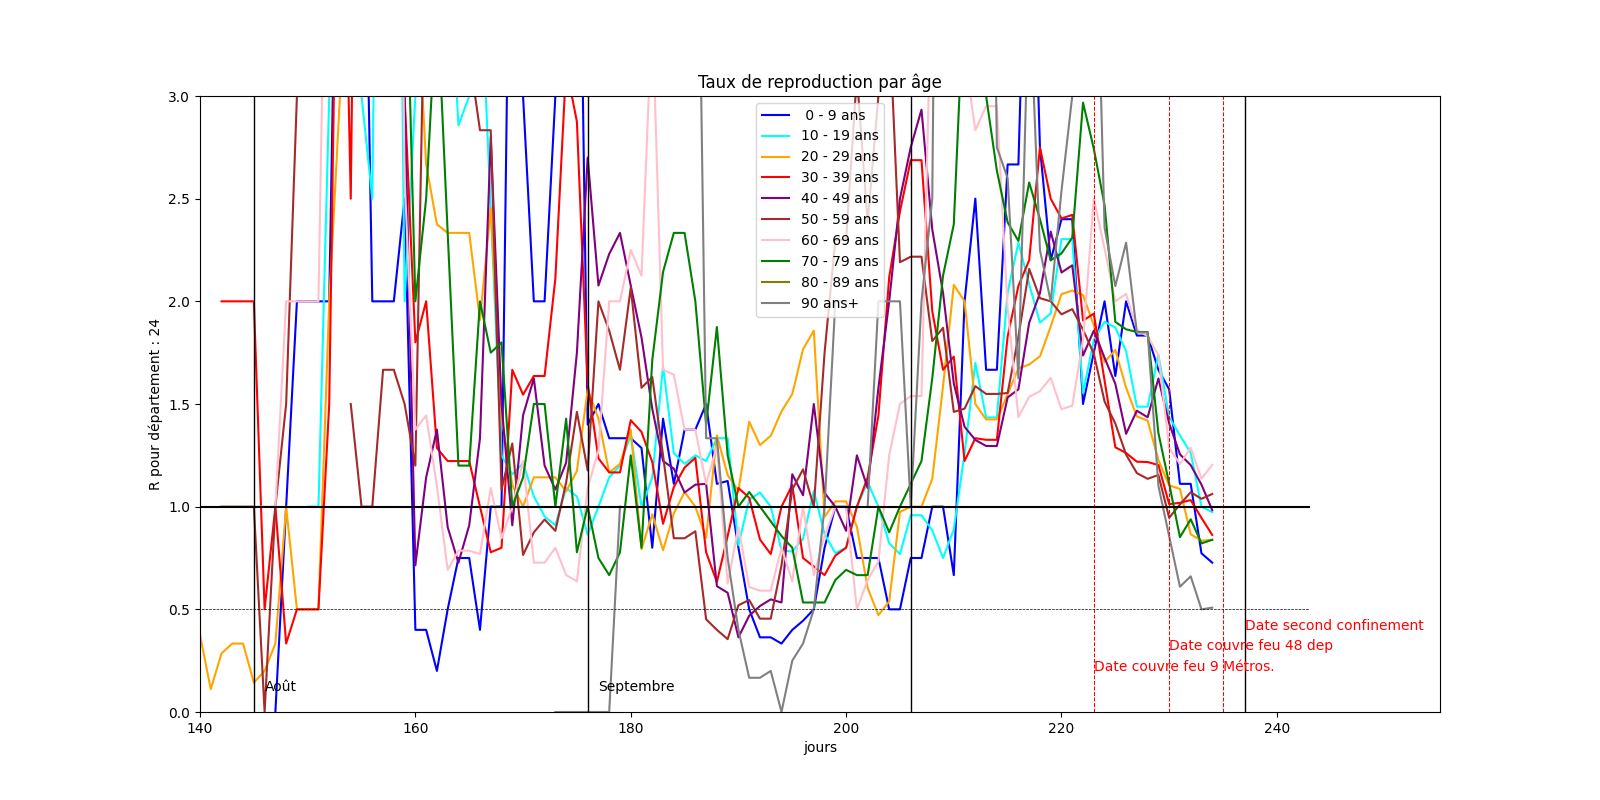 Taux de reproduction par âge
3.0
2.5
2.0
1.5
1.0
0.5
0.0
R pour département : 24
0 - 9 ans
10 - 19 ans
20 - 29 ans
30 - 39 ans
40 - 49 ans
50 - 59 ans
60 - 69 ans
70 - 79 ans
80 - 89 ans
90 ans+
Date second confinement
Date couvre feu 48 dep
Date couvre feu 9 Métros.
Août
Septembre
140
160
180
200
220
240
jours